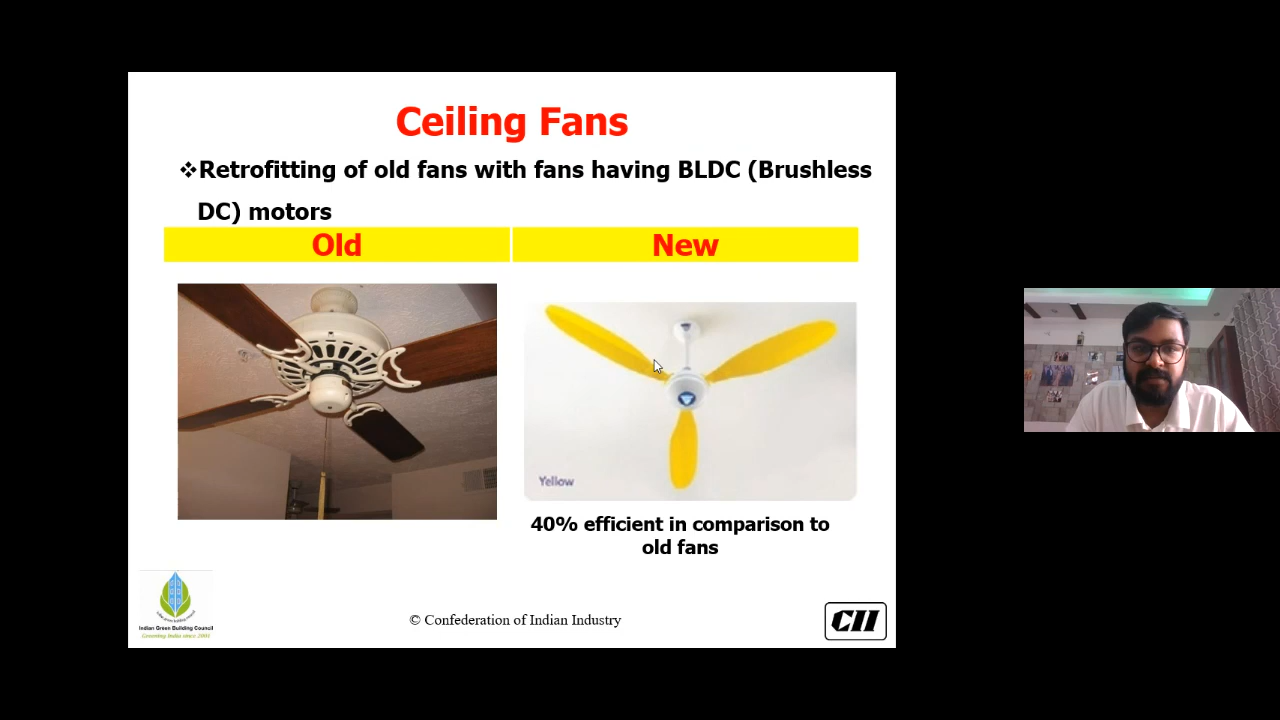 Ceiling Fans
❖Retrofitting of old fans with fans having BLDC (Brushless
DC) motors
Old
New
Yellow
40% efficient in comparison to
old fans
Indian Green Building Council
Greening India since 2001
© Confederation of Indian Industry
CII